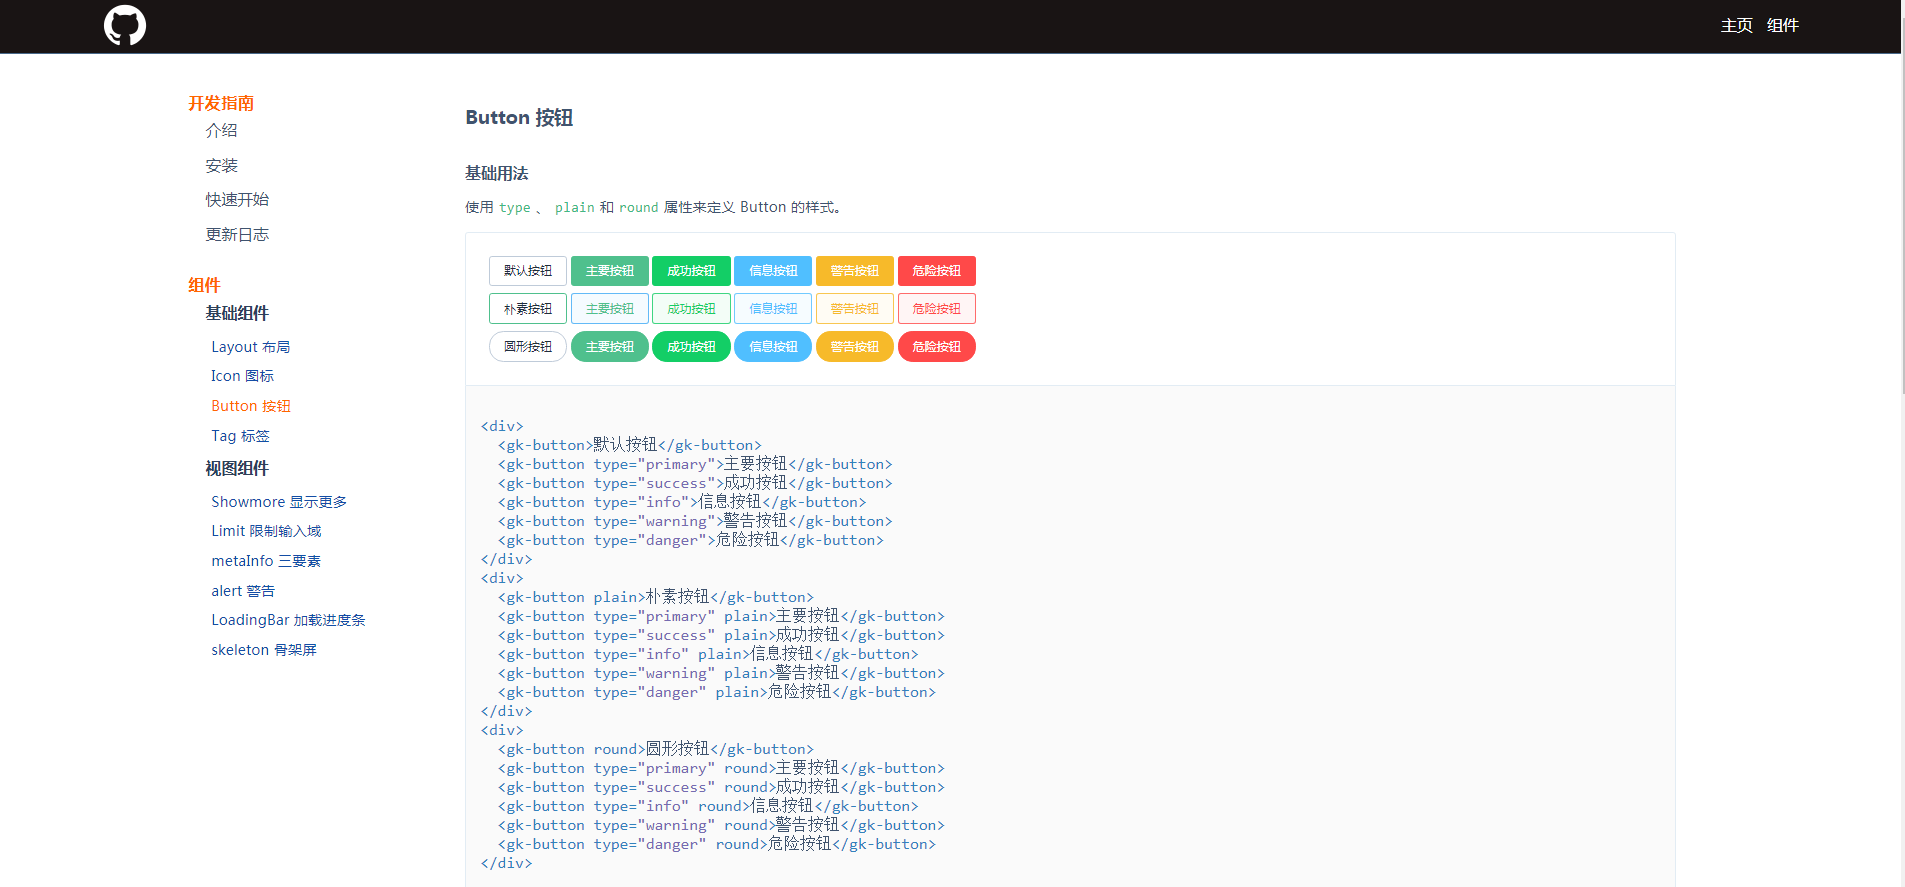 主页 组件
开发指南
介绍
安装
快速开始
更新日志
组件
基础组件
Layout 布局
Icon 图标
Button 按钮
Tag 标签
视图组件
Showmore 显示更多
Limit 限制输入域
metaInfo 三要素
alert 警告
LoadingBar 加载进度条
skeleton 骨架屏
Button 按钮
基础用法
使用 type 、 plain 和 round 属性来定义 Button 的样式。
默认按钮 主要按钮 成功按钮 信息按钮 警告按钮 危险按钮
朴素按钮 主要按钮 成功按钮 信息按钮 警告按钮 危险按钮
圆形按钮 主要按钮 成功按钮 信息按钮 警告按钮 危险按钮
<div>
  <gk-button>默认按钮</gk-button>
  <gk-button type="primary">主要按钮</gk-button>
  <gk-button type="success">成功按钮</gk-button>
  <gk-button type="info">信息按钮</gk-button>
  <gk-button type="warning">警告按钮</gk-button>
  <gk-button type="danger">危险按钮</gk-button>
</div>
<div>
  <gk-button plain>朴素按钮</gk-button>
  <gk-button type="primary" plain>主要按钮</gk-button>
  <gk-button type="success" plain>成功按钮</gk-button>
  <gk-button type="info" plain>信息按钮</gk-button>
  <gk-button type="warning" plain>警告按钮</gk-button>
  <gk-button type="danger" plain>危险按钮</gk-button>
</div>
<div>
  <gk-button round>圆形按钮</gk-button>
  <gk-button type="primary" round>主要按钮</gk-button>
  <gk-button type="success" round>成功按钮</gk-button>
  <gk-button type="info" round>信息按钮</gk-button>
  <gk-button type="warning" round>警告按钮</gk-button>
  <gk-button type="danger" round>危险按钮</gk-button>
</div>